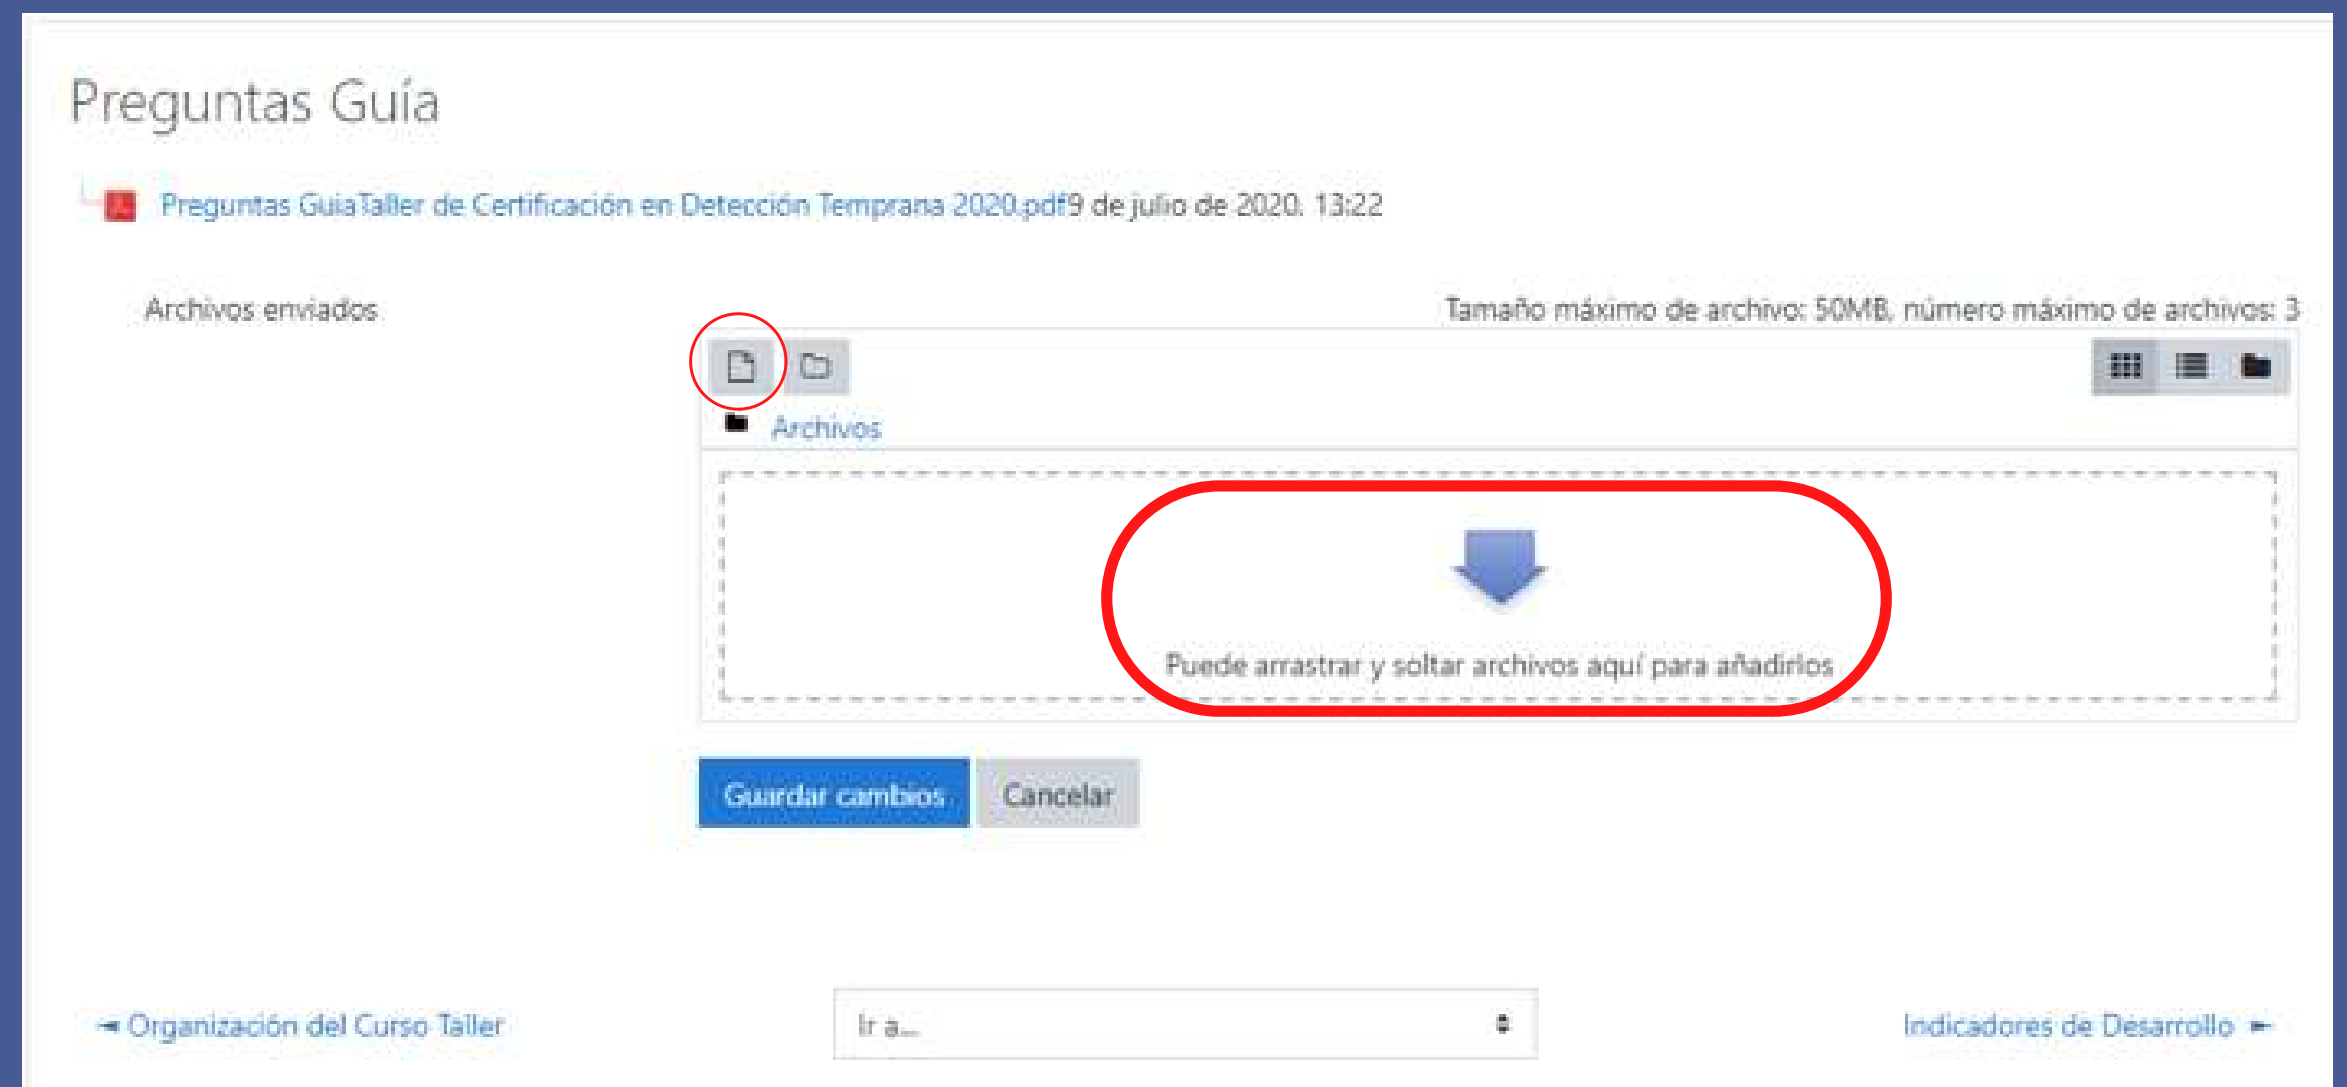 Preguntas Guía
Preguntas GuiaTaller de Certificación en Detección Temprana 2020.pdf9 de julio de 2020, 13:22
Archivos enviados
Tamaño máximo de archivo: 50MB, número máximo de archivos: 3
Archivos
Puede arrastrar y soltar archivos aquí para añadirlos
Guardar cambios
Cancelar
◄ Organización del Curso Taller
Ir a...
Indicadores de Desarrollo ►